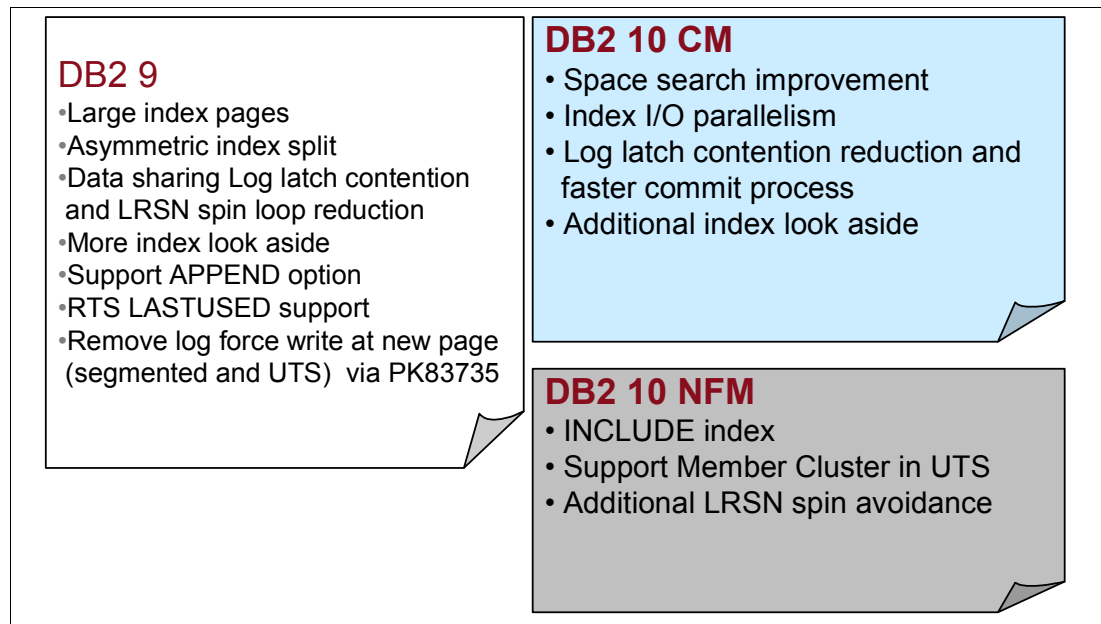 DB2 9
•Large index pages
•Asymmetric index split
•Data sharing Log latch contention
and LRSN spin loop reduction
•More index look aside
•Support APPEND option
•RTS LASTUSED support
•Remove log force write at new page
(segmented and UTS) via PK83735
DB2 10 CM
• Space search improvement
• Index I/O parallelism
• Log latch contention reduction and
faster commit process
• Additional index look aside
DB2 10 NFM
• INCLUDE index
• Support Member Cluster in UTS
• Additional LRSN spin avoidance